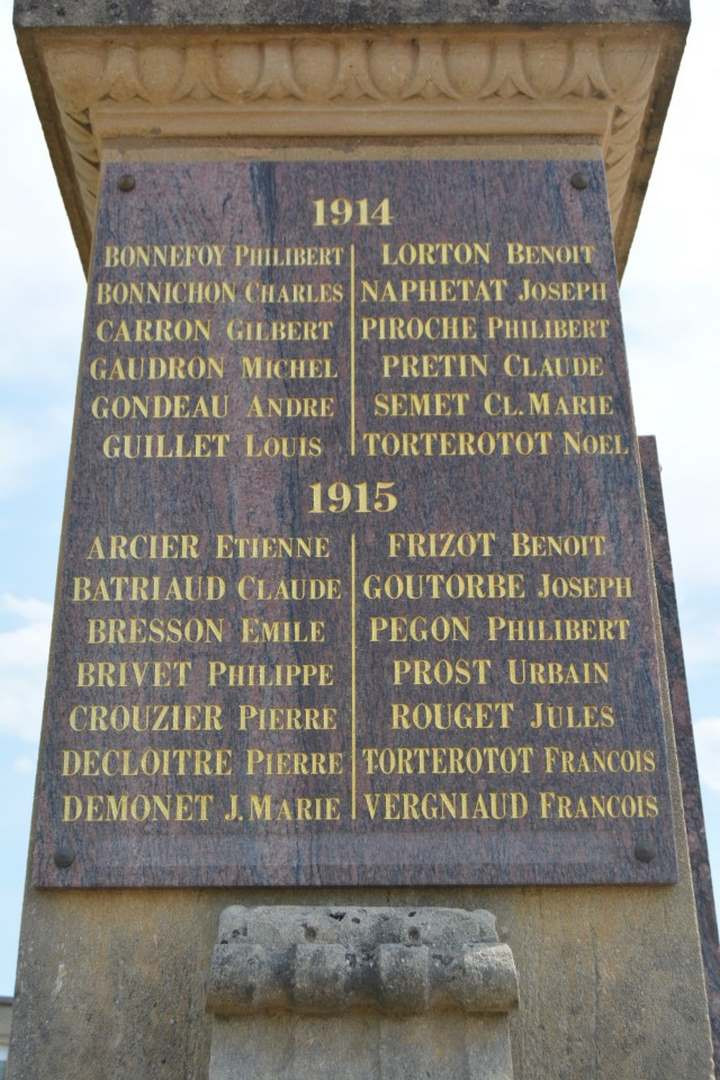 1914
BONNEFOY PHILIBERT
BONNICHON CHARLES
CARRON GILBERT
GAUDRON MICHEL
GONDEAU ANDRE
GUILLET LOUIS
LORTON BENOIT
NAPHETAT JOSEPH
PIROCHE PHILIBERT
PRETIN CLAUDE
SEMET CL. MARIE
TORTEROTOT NOEL
1915
ARCIER ETIENNE
BATRIAUD CLAUDE
BRESSON EMILE
BRIVET PHILIPPE
CROUZIER PIERRE
DECLOITRE PIERRE
DEMONET J. MARIE
FRIZOT BENOIT
GOUTORBE JOSEPH
PEGON PHILIBERT
PROST URBAIN
ROUGET JULES
TORTEROTOT FRANCOIS
VERGNIAUD FRANCOIS